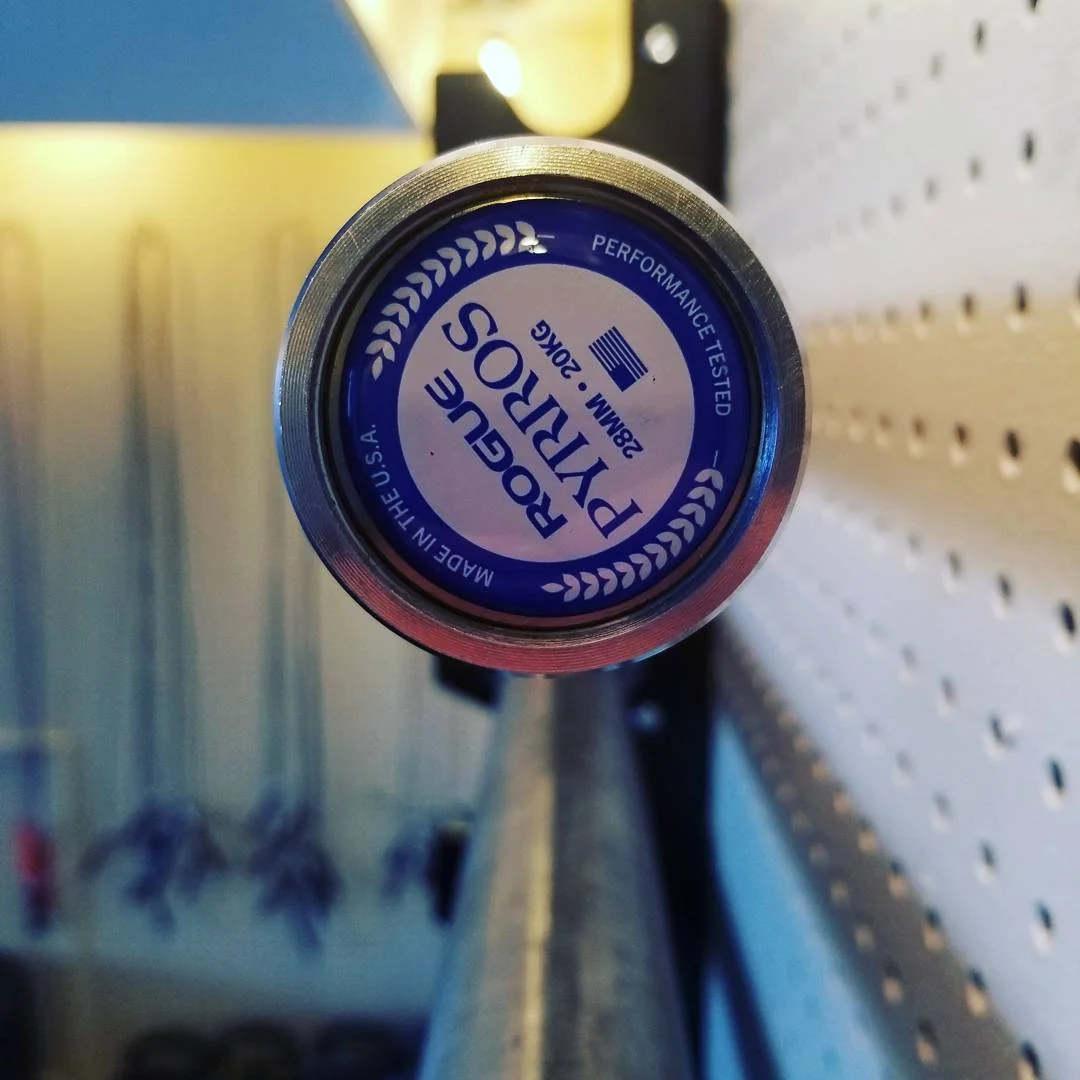 PERFORMANCE TESTED
ROGUE
PYRROS
28MM • 20KG
MADE IN THE U.S.A.